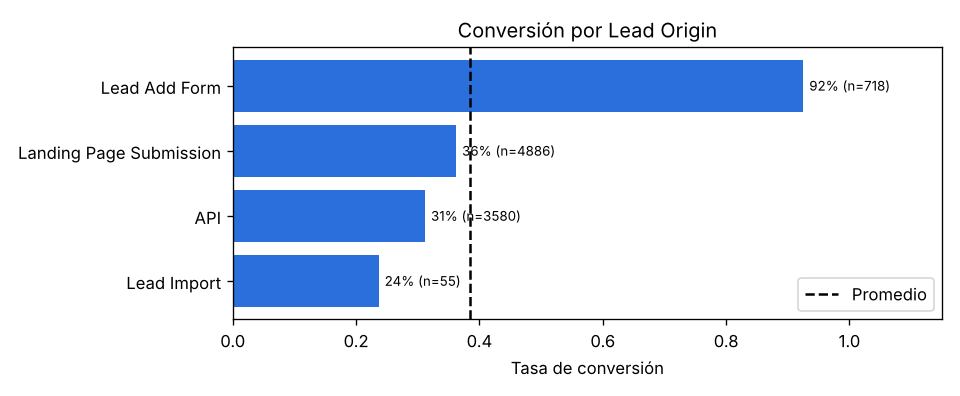 Conversión por Lead Origin
Lead Add Form
92% (n=718)
Landing Page Submission
36% (n=4886)
API
31% (n=3580)
Lead Import
24% (n=55)
Promedio
0.0 0.2 0.4 0.6 0.8 1.0
Tasa de conversión